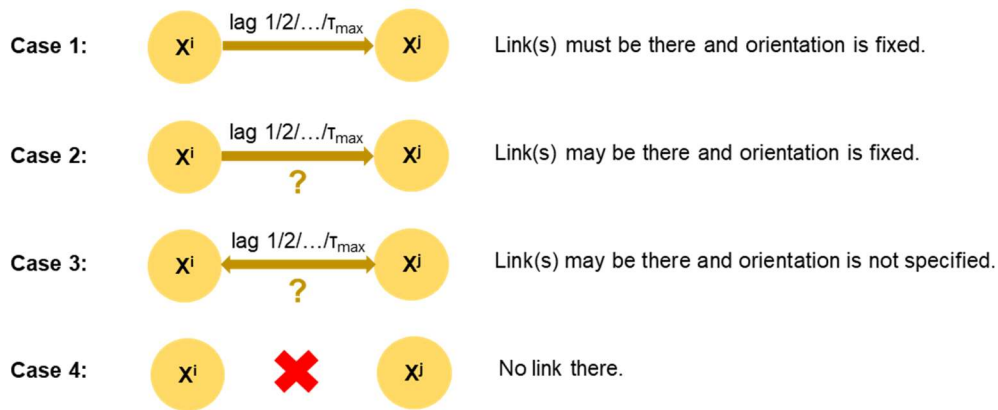 lag 1/2/…/τmax
Case 1: Xⁱ Xʲ Link(s) must be there and orientation is fixed.
lag 1/2/…/τmax
Case 2: Xⁱ Xʲ Link(s) may be there and orientation is fixed.
?
lag 1/2/…/τmax
Case 3: Xⁱ Xʲ Link(s) may be there and orientation is not specified.
?
Case 4: Xⁱ Xʲ No link there.